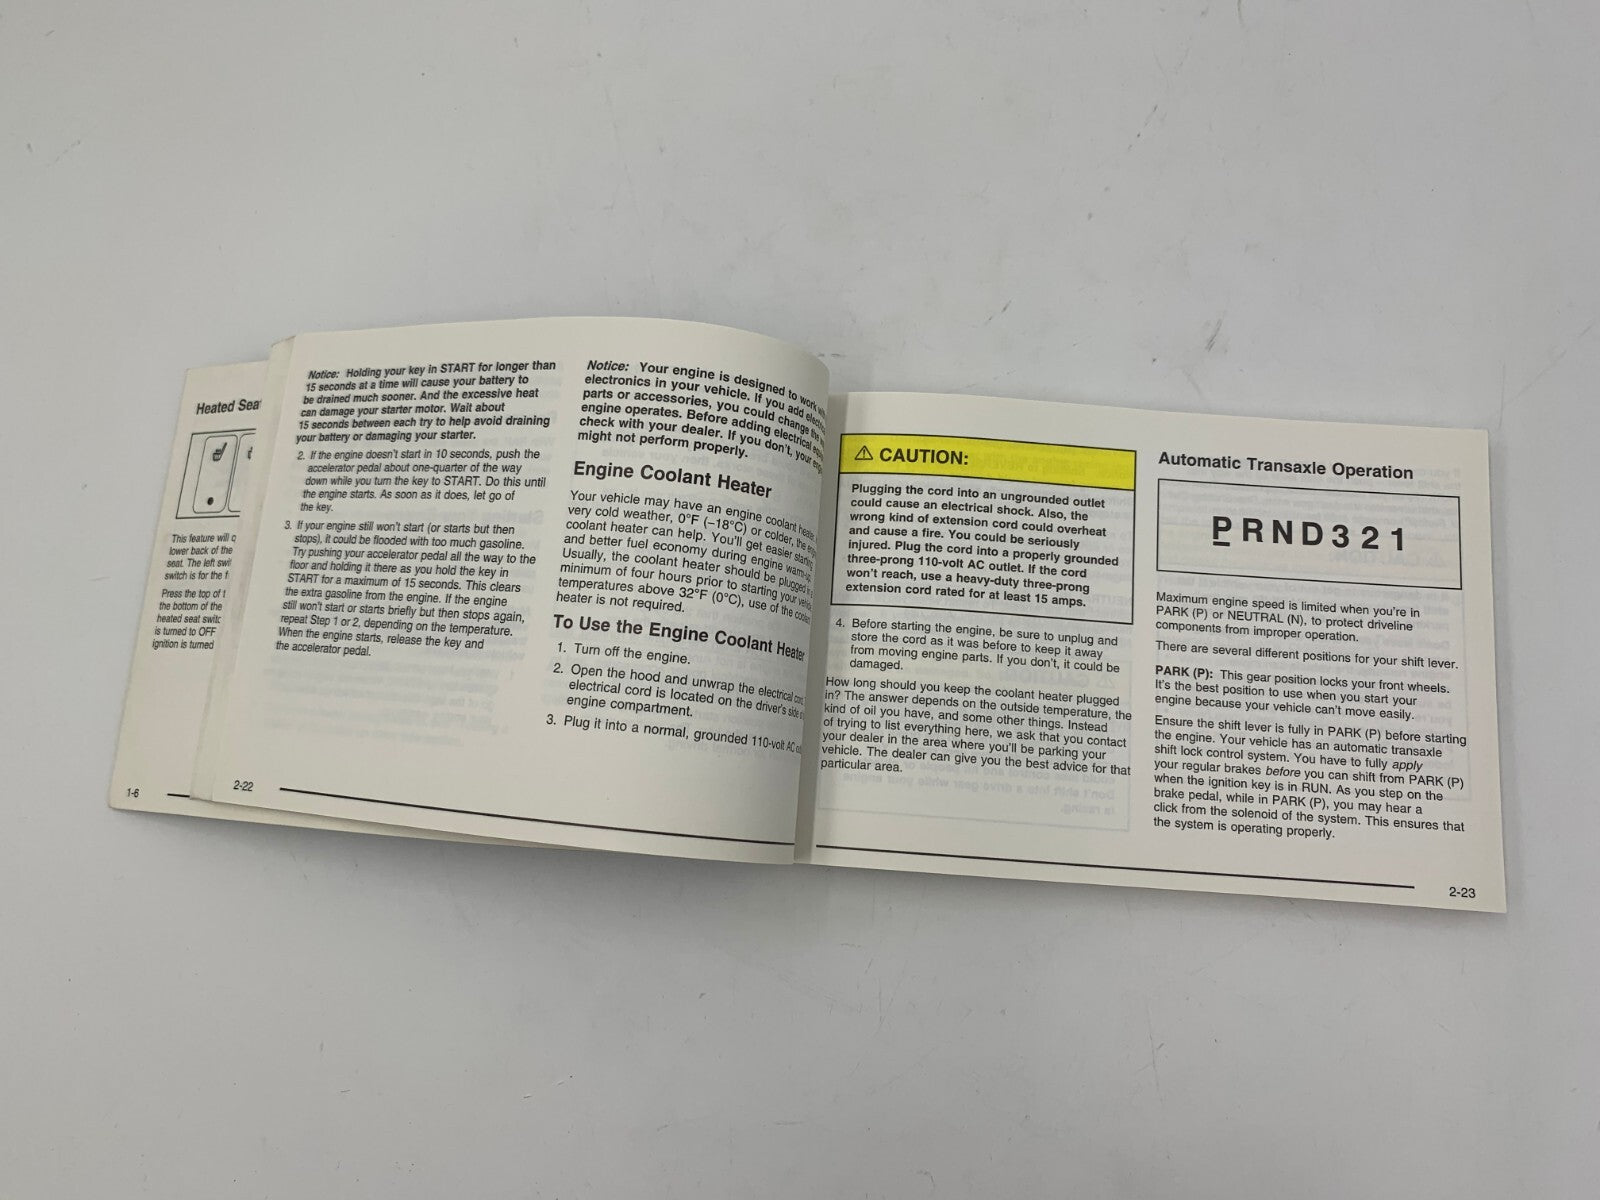 Heated Sea
This feature will q
lower back of the
seat. The left swit
switch is for the f
Press the top of t
the bottom of the
heated seat switc
is turned to OFF
ignition is turned
1-6
Notice: Holding your key in START for longer than
15 seconds at a time will cause your battery to
be drained much sooner. And the excessive heat
can damage your starter motor. Wait about
15 seconds between each try to help avoid draining
your battery or damaging your starter.
2. If the engine doesn't start in 10 seconds, push the
accelerator pedal about one-quarter of the way
down while you turn the key to START. Do this until
the engine starts. As soon as it does, let go of
the key.
3. If your engine still won't start (or starts but then
stops), it could be flooded with too much gasoline.
Try pushing your accelerator pedal all the way to the
floor and holding it there as you hold the key in
START for a maximum of 15 seconds. This clears
the extra gasoline from the engine. If the engine
still won't start or starts briefly but then stops again,
repeat Step 1 or 2, depending on the temperature.
When the engine starts, release the key and
the accelerator pedal.
2-22
Notice: Your engine is designed to work
electronics in your vehicle. If you add
parts or accessories, you could change the
engine operates. Before adding electrical
check with your dealer. If you don't, your
might not perform properly.
Engine Coolant Heater
Your vehicle may have an engine coolant heater.
very cold weather, 0°F (–18°C) or colder, the
coolant heater can help. You'll get easier starting
and better fuel economy during engine warm-up.
Usually, the coolant heater should be plugged in
minimum of four hours prior to starting your
temperatures above 32°F (0°C), use of the coolant
heater is not required.
To Use the Engine Coolant Heater
1. Turn off the engine.
2. Open the hood and unwrap the electrical cord.
electrical cord is located on the driver's side
engine compartment.
3. Plug it into a normal, grounded 110-volt AC
⚠ CAUTION:
Plugging the cord into an ungrounded outlet
could cause an electrical shock. Also, the
wrong kind of extension cord could overheat
and cause a fire. You could be seriously
injured. Plug the cord into a properly grounded
three-prong 110-volt AC outlet. If the cord
won't reach, use a heavy-duty three-prong
extension cord rated for at least 15 amps.
4. Before starting the engine, be sure to unplug and
store the cord as it was before to keep it away
from moving engine parts. If you don't, it could be
damaged.
How long should you keep the coolant heater plugged
in? The answer depends on the outside temperature, the
kind of oil you have, and some other things. Instead
of trying to list everything here, we ask that you contact
your dealer in the area where you'll be parking your
vehicle. The dealer can give you the best advice for that
particular area.
Automatic Transaxle Operation
PRND321
Maximum engine speed is limited when you're in
PARK (P) or NEUTRAL (N), to protect driveline
components from improper operation.
There are several different positions for your shift lever.
PARK (P): This gear position locks your front wheels.
It's the best position to use when you start your
engine because your vehicle can't move easily.
Ensure the shift lever is fully in PARK (P) before starting
the engine. Your vehicle has an automatic transaxle
shift lock control system. You have to fully apply
your regular brakes before you can shift from PARK (P)
when the ignition key is in RUN. As you step on the
brake pedal, while in PARK (P), you may hear a
click from the solenoid of the system. This ensures that
the system is operating properly.
2-23